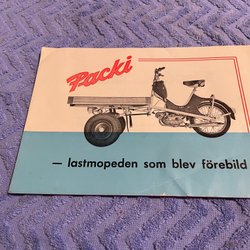 Packi
— lastmopeden som blev förebild